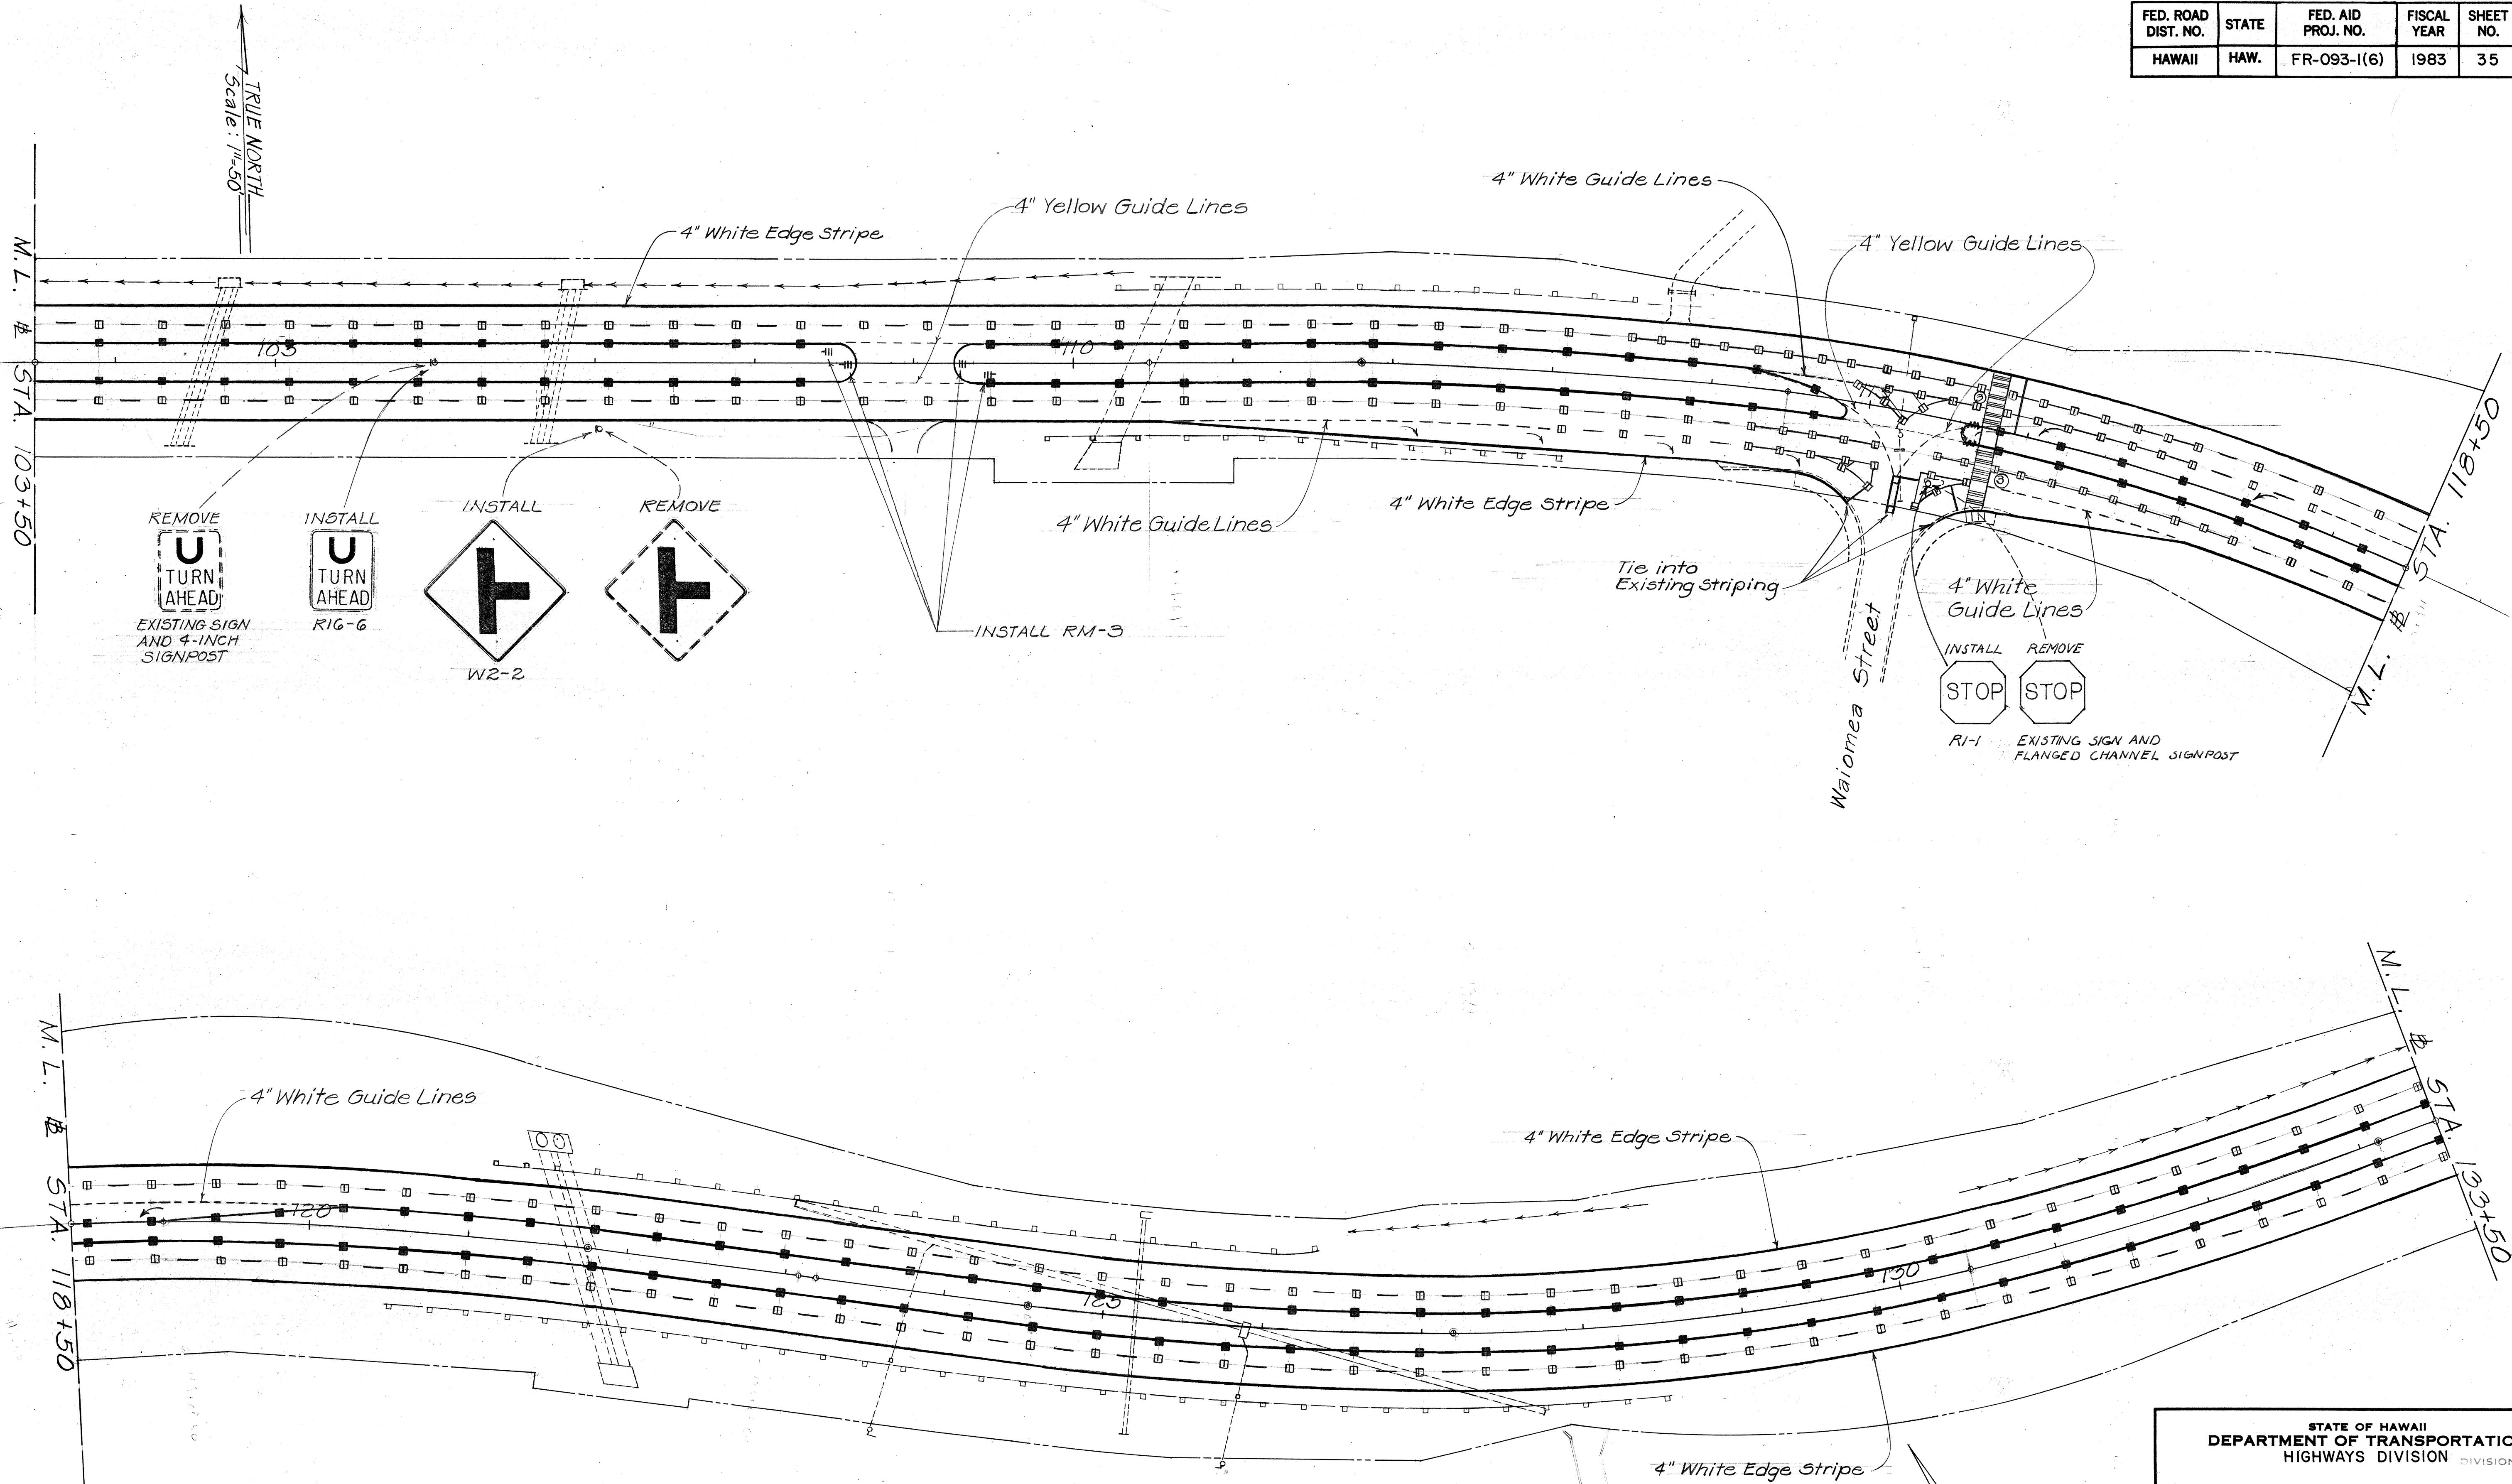 FED. ROAD DIST. NO.
STATE
FED. AID PROJ. NO.
FISCAL YEAR
SHEET NO.
HAWAII
HAW.
FR-093-1(6)
1983
35
TRUE NORTH
Scale: 1"=50'
M. L. ⅊ STA. 103+50
4" White Edge Stripe
4" Yellow Guide Lines
4" White Guide Lines
4" Yellow Guide Lines
105
110
REMOVE
U
TURN
AHEAD
EXISTING SIGN
AND 4-INCH
SIGNPOST
INSTALL
U
TURN
AHEAD
R16-6
INSTALL
W2-2
REMOVE
INSTALL RM-3
4" White Guide Lines
4" White Edge Stripe
Tie into
Existing Striping
Waiomea Street
4" White
Guide Lines
INSTALL
STOP
R1-1
REMOVE
STOP
EXISTING SIGN AND
FLANGED CHANNEL SIGNPOST
M. L. ⅊ STA. 118+50
M. L. ⅊ STA. 118+50
4" White Guide Lines
120
125
130
4" White Edge Stripe
4" White Edge Stripe
M. L. ⅊ STA. 133+50
STATE OF HAWAII
DEPARTMENT OF TRANSPORTATIO
HIGHWAYS DIVISION
DIVISION